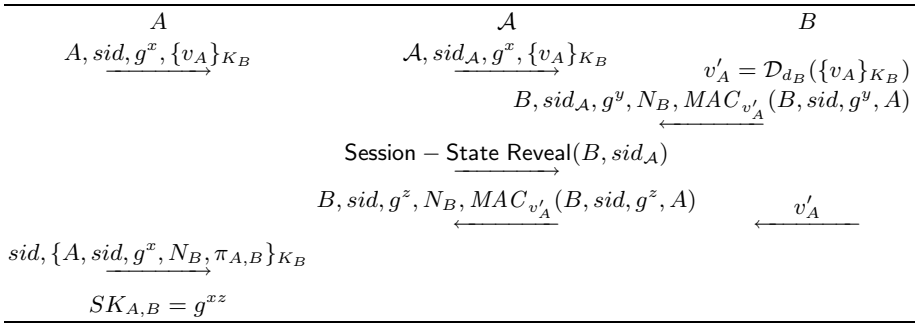 A 𝒜 B
A, sid, g^x, {v_A}_{K_B} 𝒜, sid_𝒜, g^x, {v_A}_{K_B}
v'_A = 𝒟_{d_B}({v_A}_{K_B})
B, sid_𝒜, g^y, N_B, MAC_{v'_A}(B, sid, g^y, A)
Session − State Reveal(B, sid_𝒜)
B, sid, g^z, N_B, MAC_{v'_A}(B, sid, g^z, A) v'_A
sid, {A, sid, g^x, N_B, π_{A,B}}_{K_B}
SK_{A,B} = g^{xz}